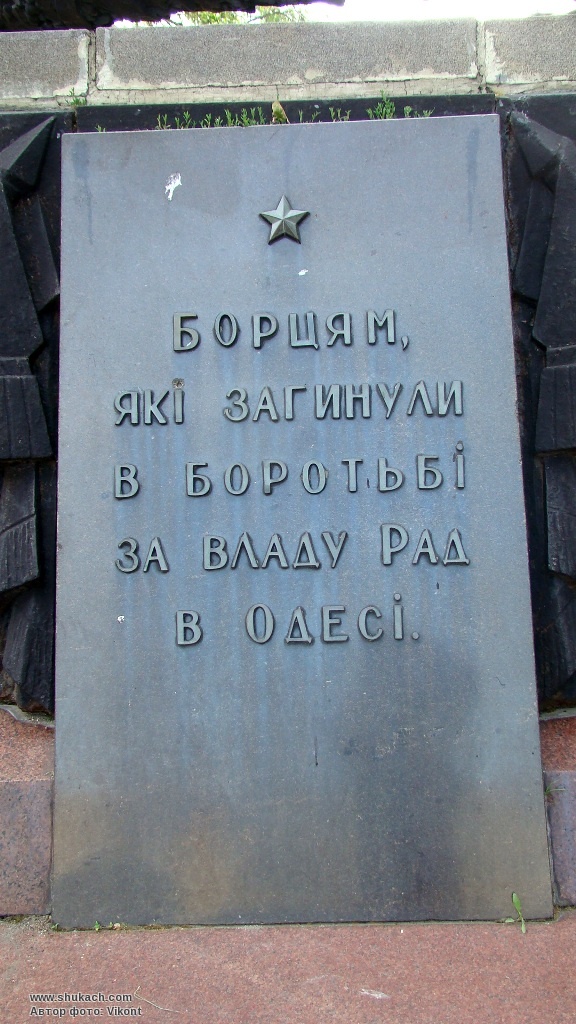 Борцям,
які загинули
в боротьбі
за владу Рад
в Одесі.
www.shukach.com
Автор фото: Vikont